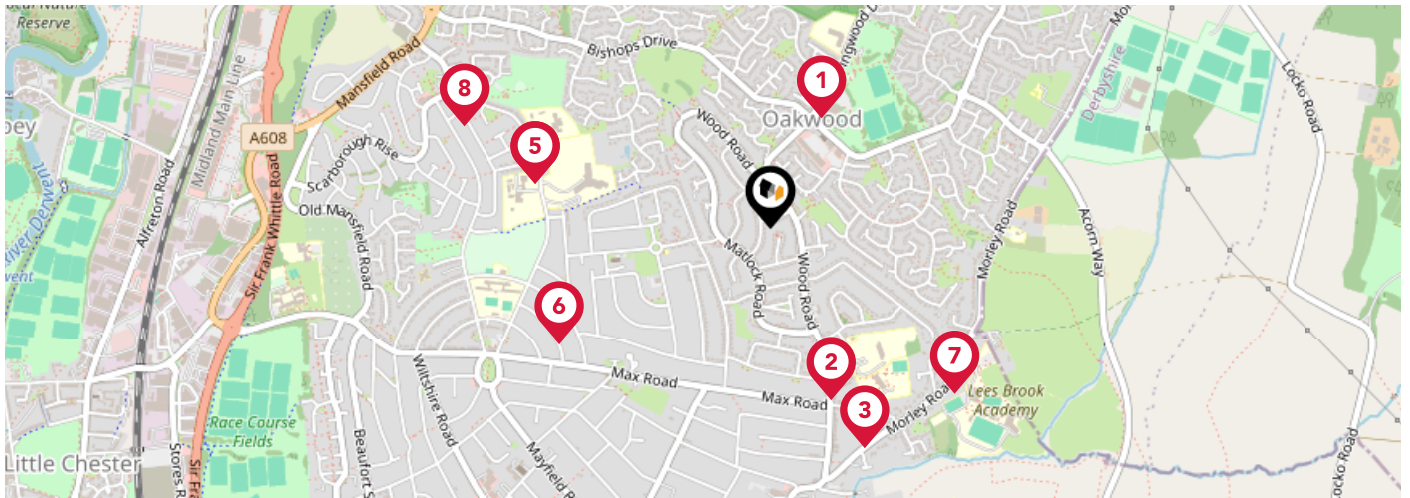 Reserve
Mansfield Road
Bishops Drive
Oakwood
Derbyshire
Locko Road
Midland Main Line
A608
Scarborough Rise
Old Mansfield Road
Alfreton Road
River Derwent
Sir Frank Whittle Road
Wood Road
Matlock Road
Wood Road
Morley Road
Acorn Way
1
8
5
6
2
7
3
Max Road
Max Road
Morley Road
Lees Brook
Academy
Wiltshire Road
Race Course
Fields
Little Chester
Stores R
Sir F
Beaufort S
Mayfield R
Locko Road